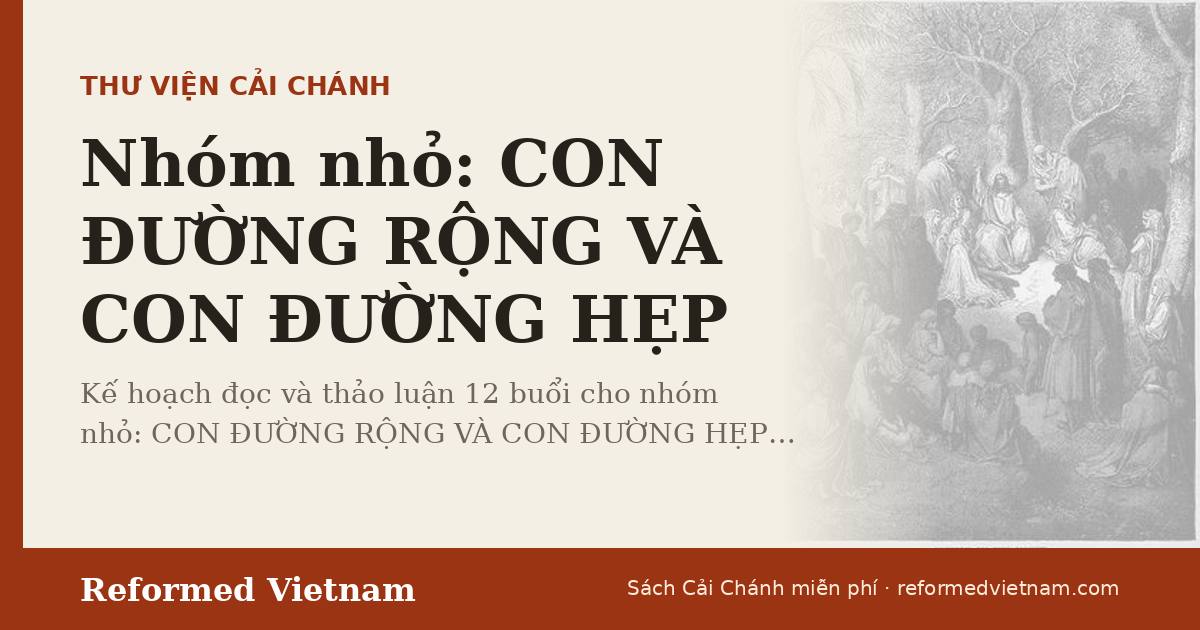 THƯ VIỆN CẢI CHÁNH
Nhóm nhỏ: CON
ĐƯỜNG RỘNG VÀ
CON ĐƯỜNG HẸP
Kế hoạch đọc và thảo luận 12 buổi cho nhóm
nhỏ: CON ĐƯỜNG RỘNG VÀ CON ĐƯỜNG HẸP...
Reformed Vietnam
Sách Cải Chánh miễn phí · reformedvietnam.com